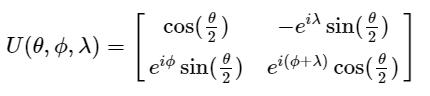 U(θ, ϕ, λ) = [ cos(θ/2) −e^{iλ} sin(θ/2) ]
[ e^{iϕ} sin(θ/2) e^{i(ϕ+λ)} cos(θ/2) ]